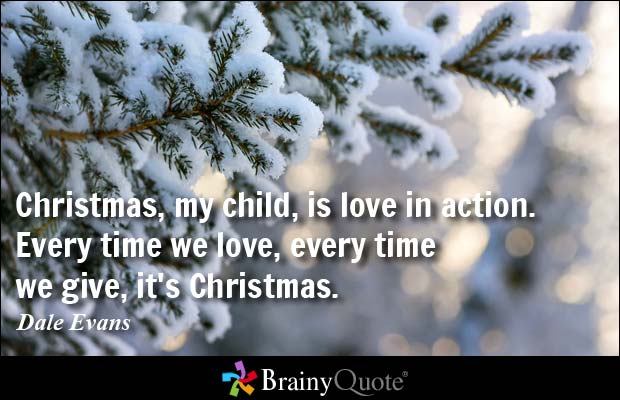 Christmas, my child, is love in action.
Every time we love, every time
we give, it's Christmas.
Dale Evans
BrainyQuote®